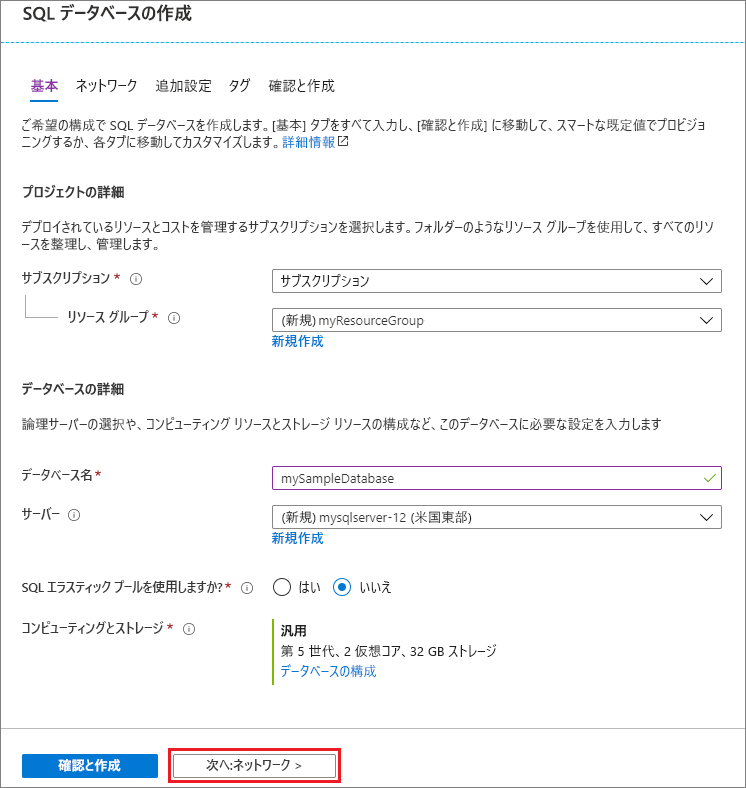 SQL データベースの作成
基本 ネットワーク 追加設定 タグ 確認と作成
ご希望の構成で SQL データベースを作成します。[基本] タブをすべて入力し、[確認と作成] に移動して、スマートな既定値でプロビジョ
ニングするか、各タブに移動してカスタマイズします。詳細情報
プロジェクトの詳細
デプロイされているリソースとコストを管理するサブスクリプションを選択します。フォルダーのようなリソース グループを使用して、すべてのリソ
ースを整理し、管理します。
サブスクリプション * サブスクリプション
リソース グループ * (新規) myResourceGroup
新規作成
データベースの詳細
論理サーバーの選択や、コンピューティング リソースとストレージ リソースの構成など、このデータベースに必要な設定を入力します
データベース名* mySampleDatabase
サーバー (新規) mysqlserver-12 (米国東部)
新規作成
SQL エラスティック プールを使用しますか?* はい いいえ
コンピューティングとストレージ * 汎用
第 5 世代、2 仮想コア、32 GB ストレージ
データベースの構成
確認と作成 次へ:ネットワーク >